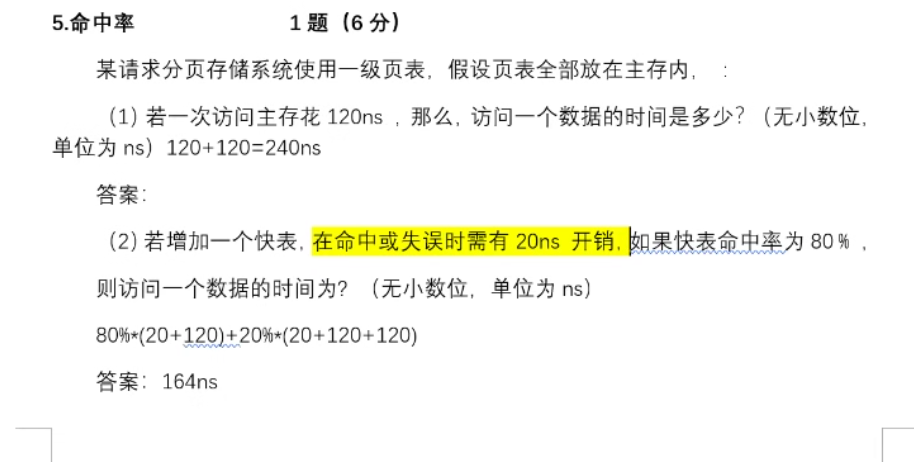 5.命中率 1 题（6 分）
某请求分页存储系统使用一级页表，假设页表全部放在主存内， ：
（1）若一次访问主存花 120ns ，那么，访问一个数据的时间是多少？（无小数位，
单位为 ns）120+120=240ns
答案：
（2）若增加一个快表，在命中或失误时需有 20ns 开销，如果快表命中率为 80％ ，
则访问一个数据的时间为？（无小数位，单位为 ns）
80%*(20+120)+20%*(20+120+120)
答案：164ns